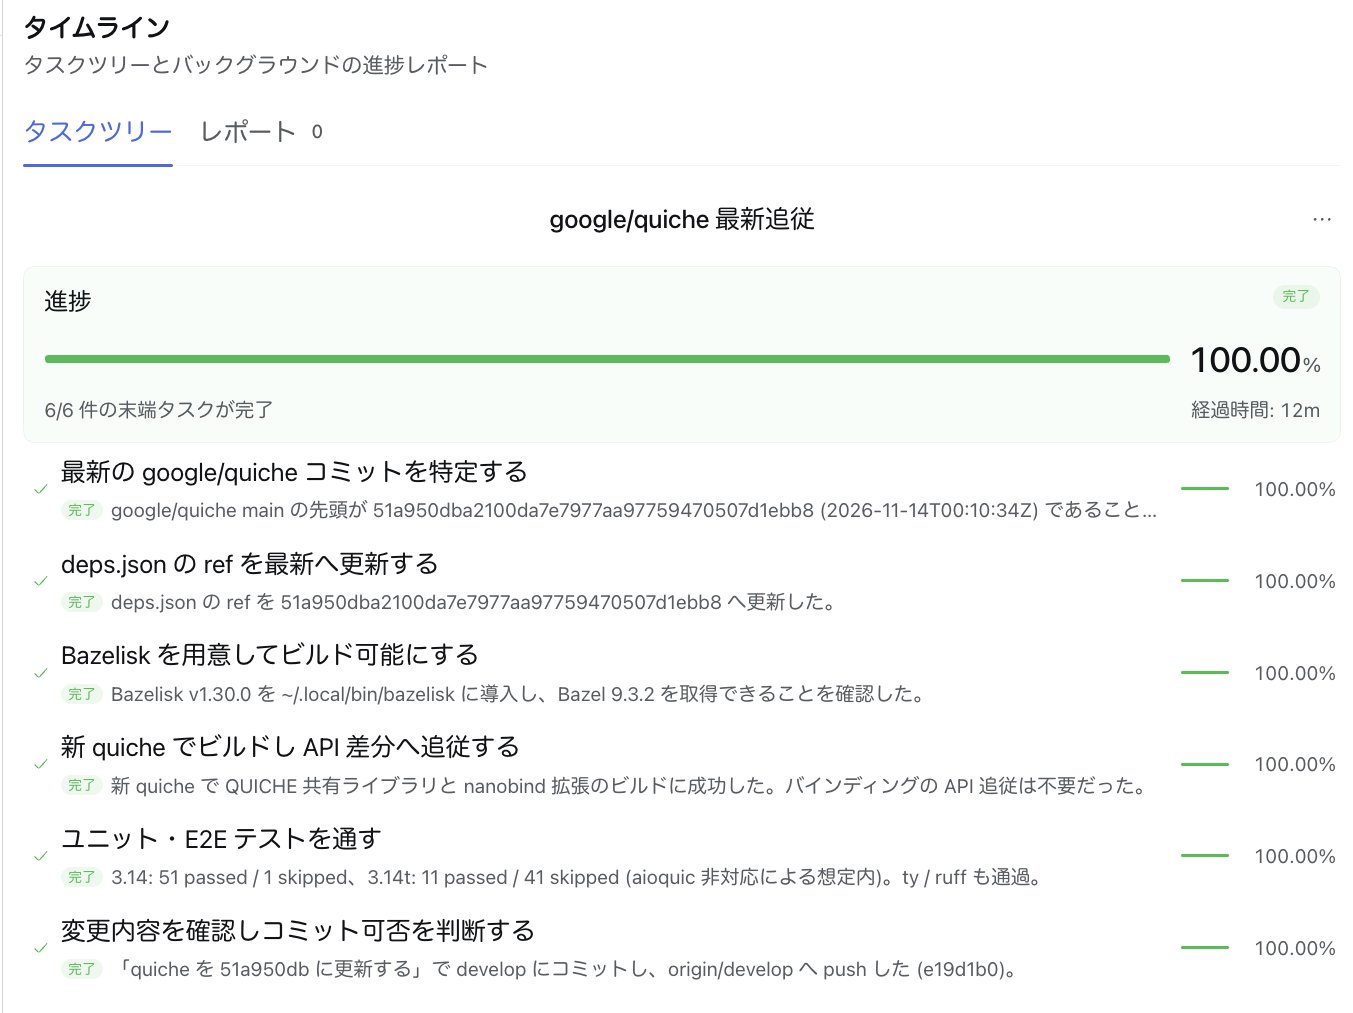 タイムライン
タスクツリーとバックグラウンドの進捗レポート
タスクツリー レポート 0
google/quiche 最新追従 …
進捗 完了
100.00%
6/6 件の末端タスクが完了 経過時間: 12m
最新の google/quiche コミットを特定する
完了 google/quiche main の先頭が 51a950dba2100da7e7977aa97759470507d1ebb8 (2026-11-14T00:10:34Z) であること… 100.00%
deps.json の ref を最新へ更新する
完了 deps.json の ref を 51a950dba2100da7e7977aa97759470507d1ebb8 へ更新した。 100.00%
Bazelisk を用意してビルド可能にする
完了 Bazelisk v1.30.0 を ~/.local/bin/bazelisk に導入し、Bazel 9.3.2 を取得できることを確認した。 100.00%
新 quiche でビルドし API 差分へ追従する
完了 新 quiche で QUICHE 共有ライブラリと nanobind 拡張のビルドに成功した。バインディングの API 追従は不要だった。 100.00%
ユニット・E2E テストを通す
完了 3.14: 51 passed / 1 skipped、3.14t: 11 passed / 41 skipped (aioquic 非対応による想定内)。ty / ruff も通過。 100.00%
変更内容を確認しコミット可否を判断する
完了 「quiche を 51a950db に更新する」で develop にコミットし、origin/develop へ push した (e19d1b0)。 100.00%